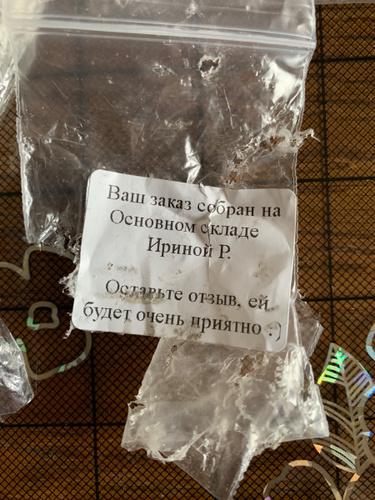 Ваш заказ собран на
Основном складе
Ириной Р.
Оставьте отзыв, ей
будет очень приятно :)